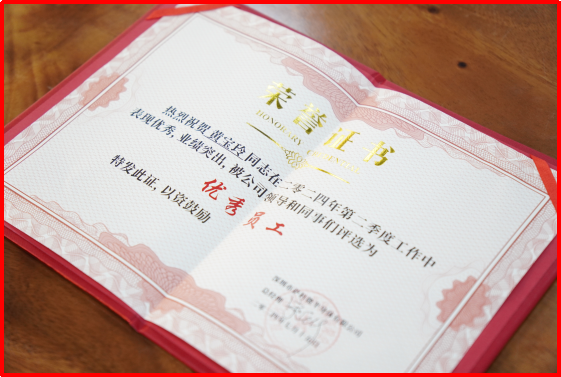 荣誉证书
HONORARY
热烈祝贺黄宝玲同志在二零二四年第二季度工作中
表现优秀，业绩突出，被公司领导和同事们评选为
优秀员工
特发此证，以资鼓励